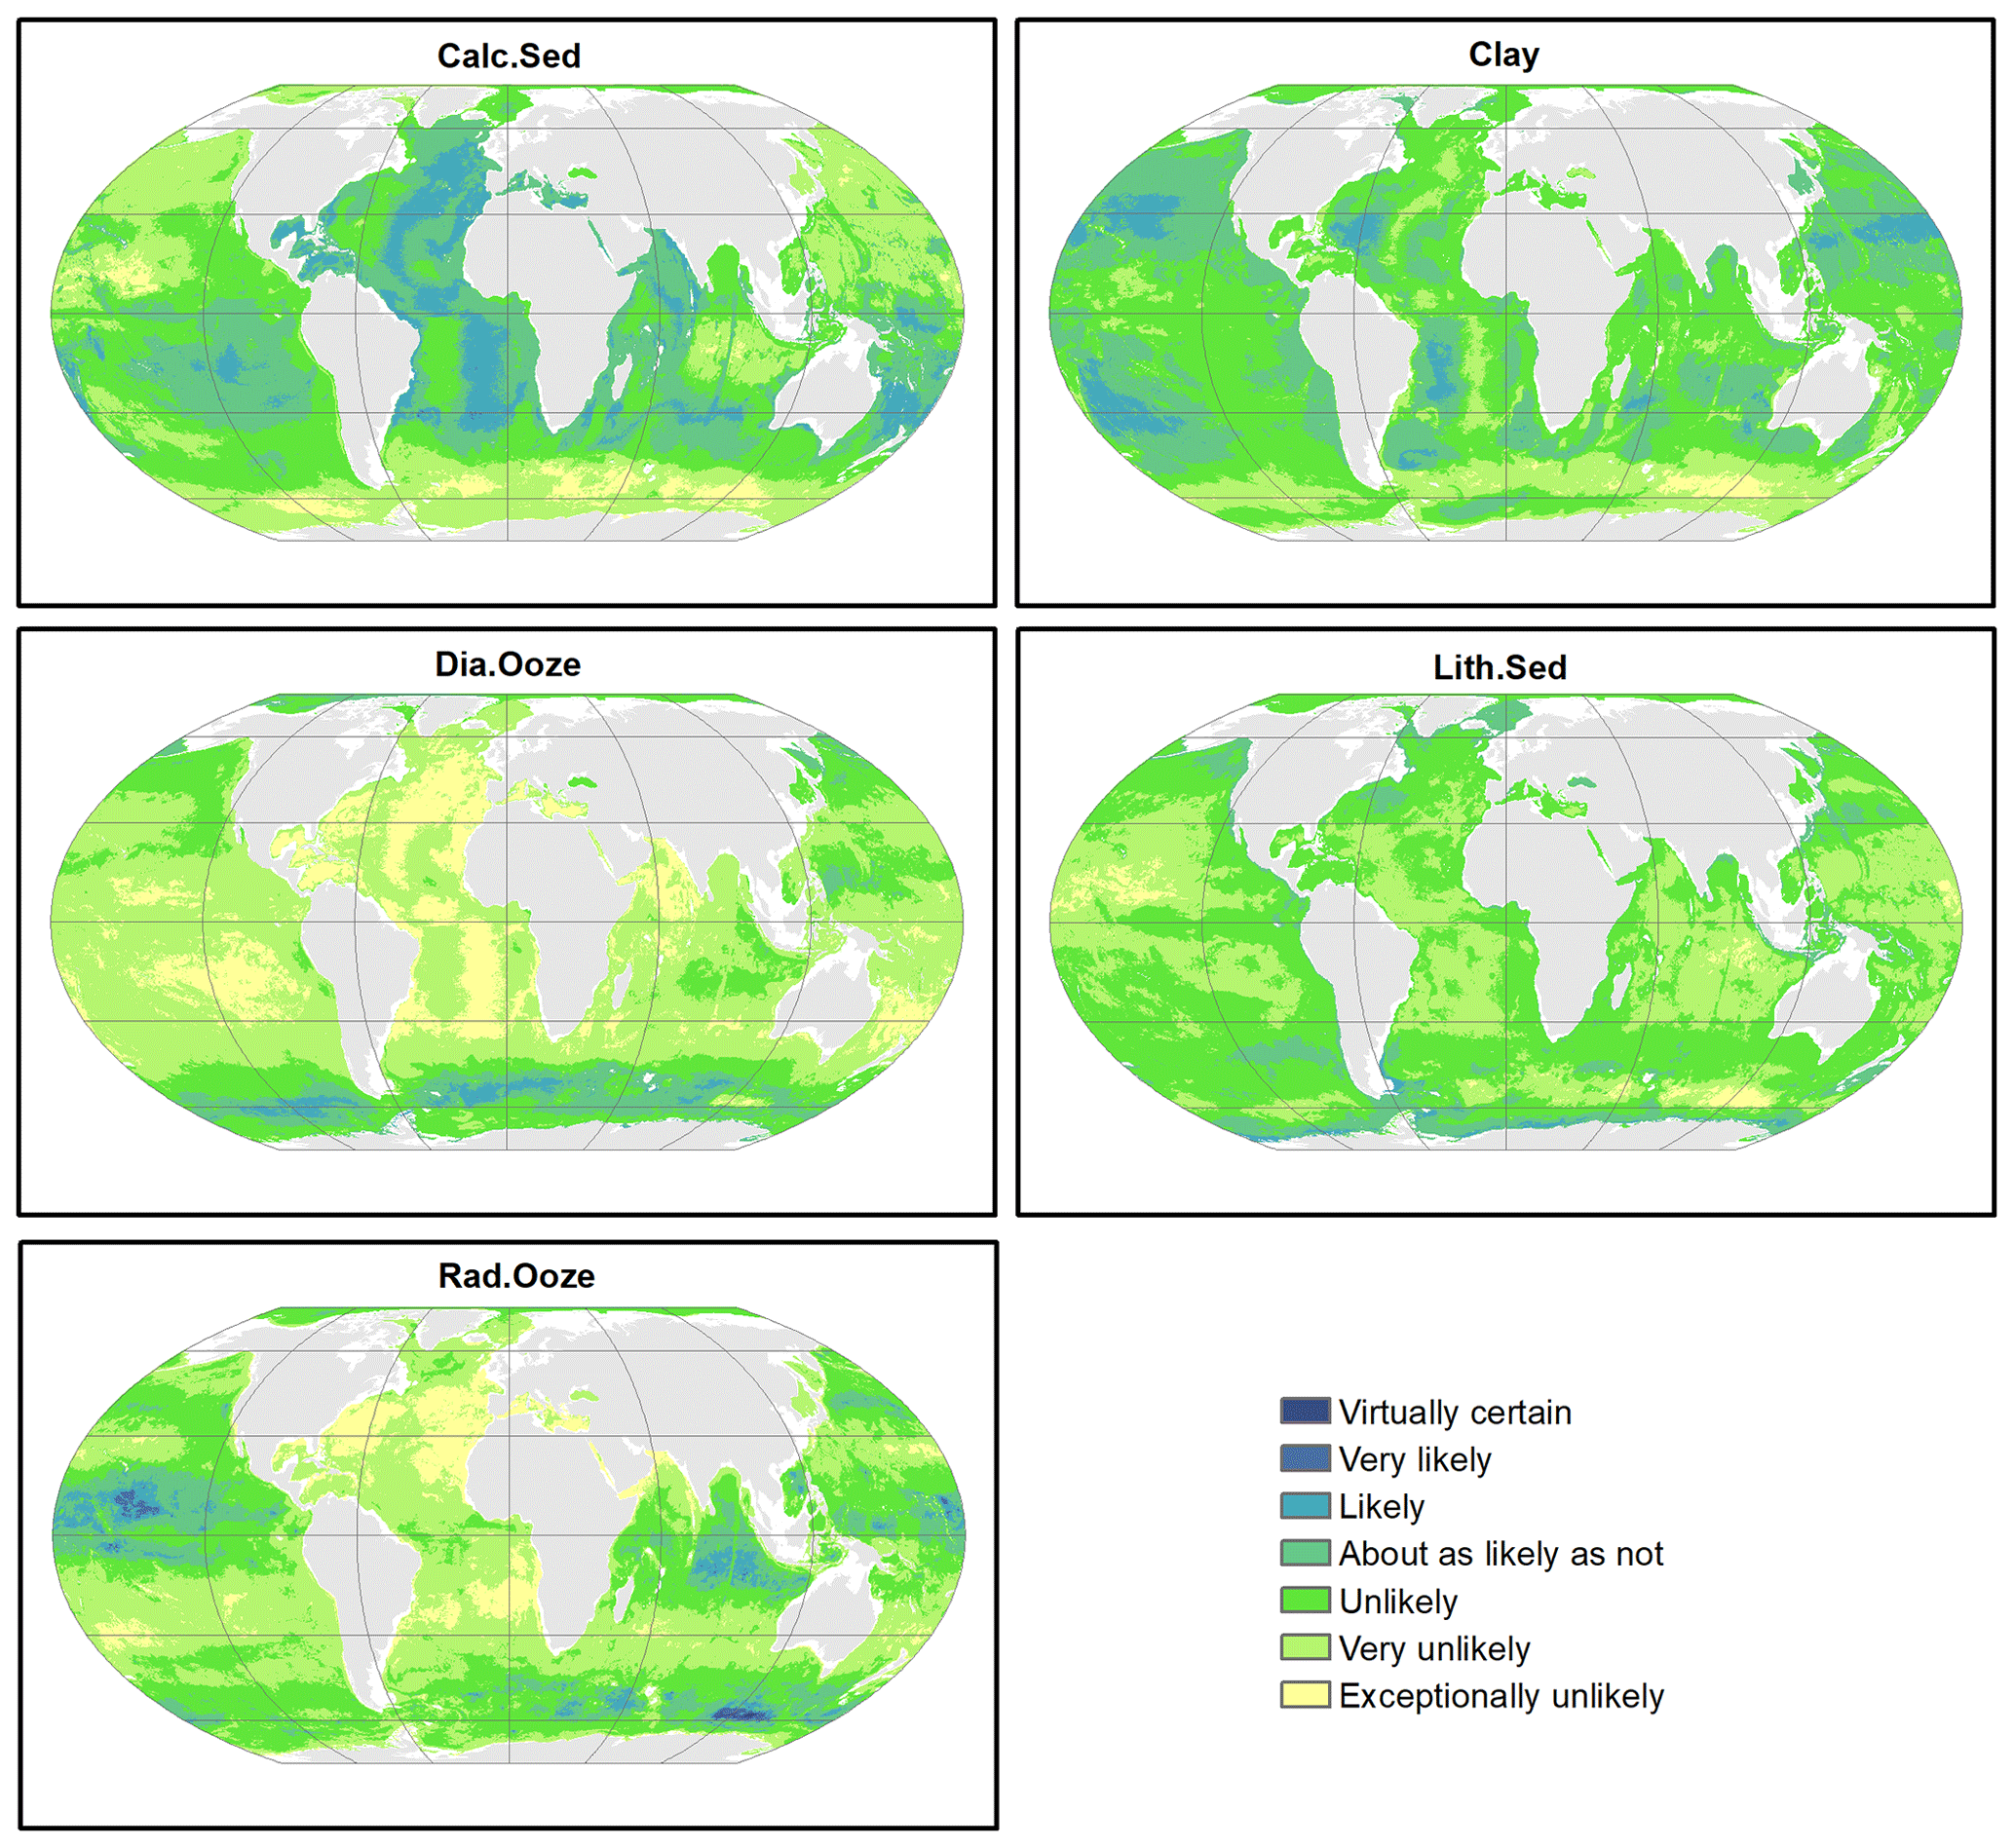 Calc.Sed
Clay
Dia.Ooze
Lith.Sed
Rad.Ooze
Virtually certain
Very likely
Likely
About as likely as not
Unlikely
Very unlikely
Exceptionally unlikely